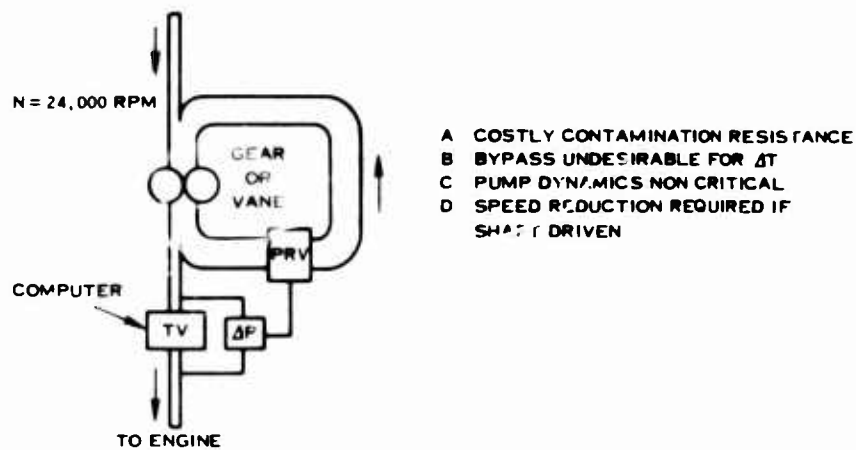 N = 24,000 RPM
GEAR
OR
VANE
PRV
COMPUTER
TV
ΔP
TO ENGINE
A COSTLY CONTAMINATION RESISTANCE
B BYPASS UNDESIRABLE FOR ΔT
C PUMP DYNAMICS NON CRITICAL
D SPEED REDUCTION REQUIRED IF
SHAFT DRIVEN